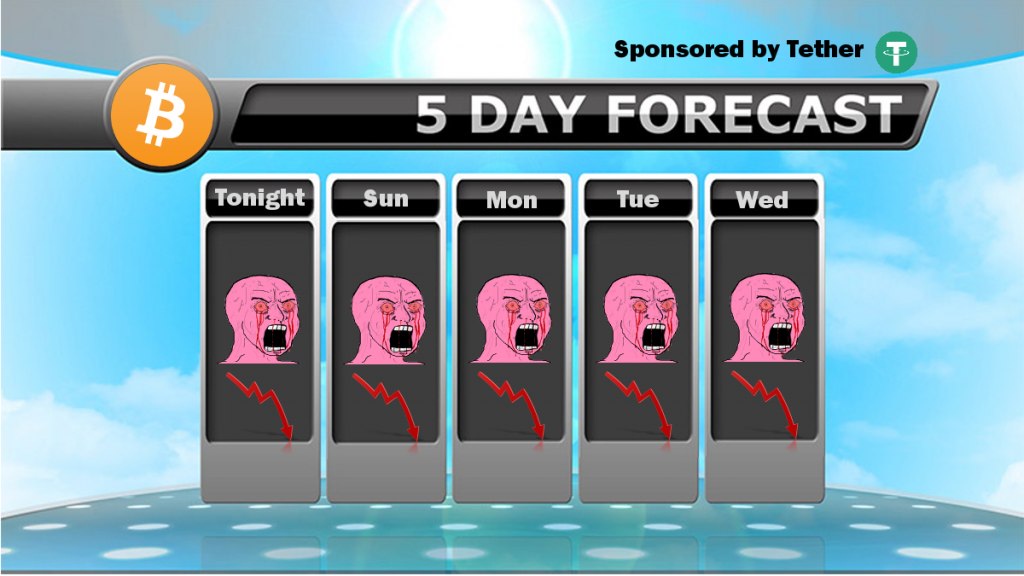 Sponsored by Tether
5 DAY FORECAST
Tonight
Sun
Mon
Tue
Wed